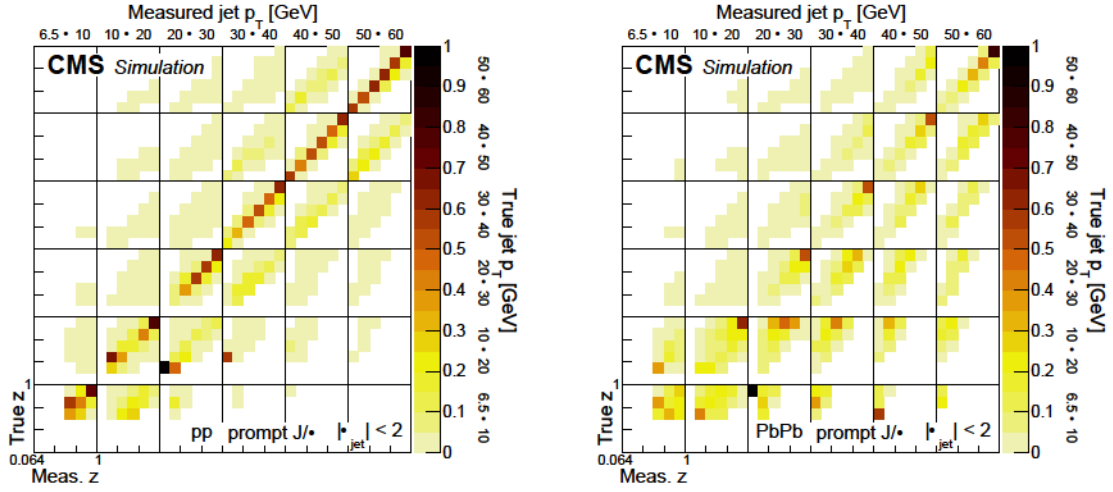 Measured jet p_T [GeV]
6.5 • 10 10 • 20 20 • 30 30 • 40 40 • 50 50 • 60
CMS Simulation
True jet p_T [GeV]
50 • 60
40 • 50
30 • 40
20 • 30
10 • 20
6.5 • 10
1
0.9
0.8
0.7
0.6
0.5
0.4
0.3
0.2
0.1
0
True z
1
pp prompt J/• |•_jet| < 2
0.064
1
Meas. z
Measured jet p_T [GeV]
6.5 • 10 10 • 20 20 • 30 30 • 40 40 • 50 50 • 60
CMS Simulation
True jet p_T [GeV]
50 • 60
40 • 50
30 • 40
20 • 30
10 • 20
6.5 • 10
1
0.9
0.8
0.7
0.6
0.5
0.4
0.3
0.2
0.1
0
True z
1
PbPb prompt J/• |•_jet| < 2
0.064
1
Meas. z